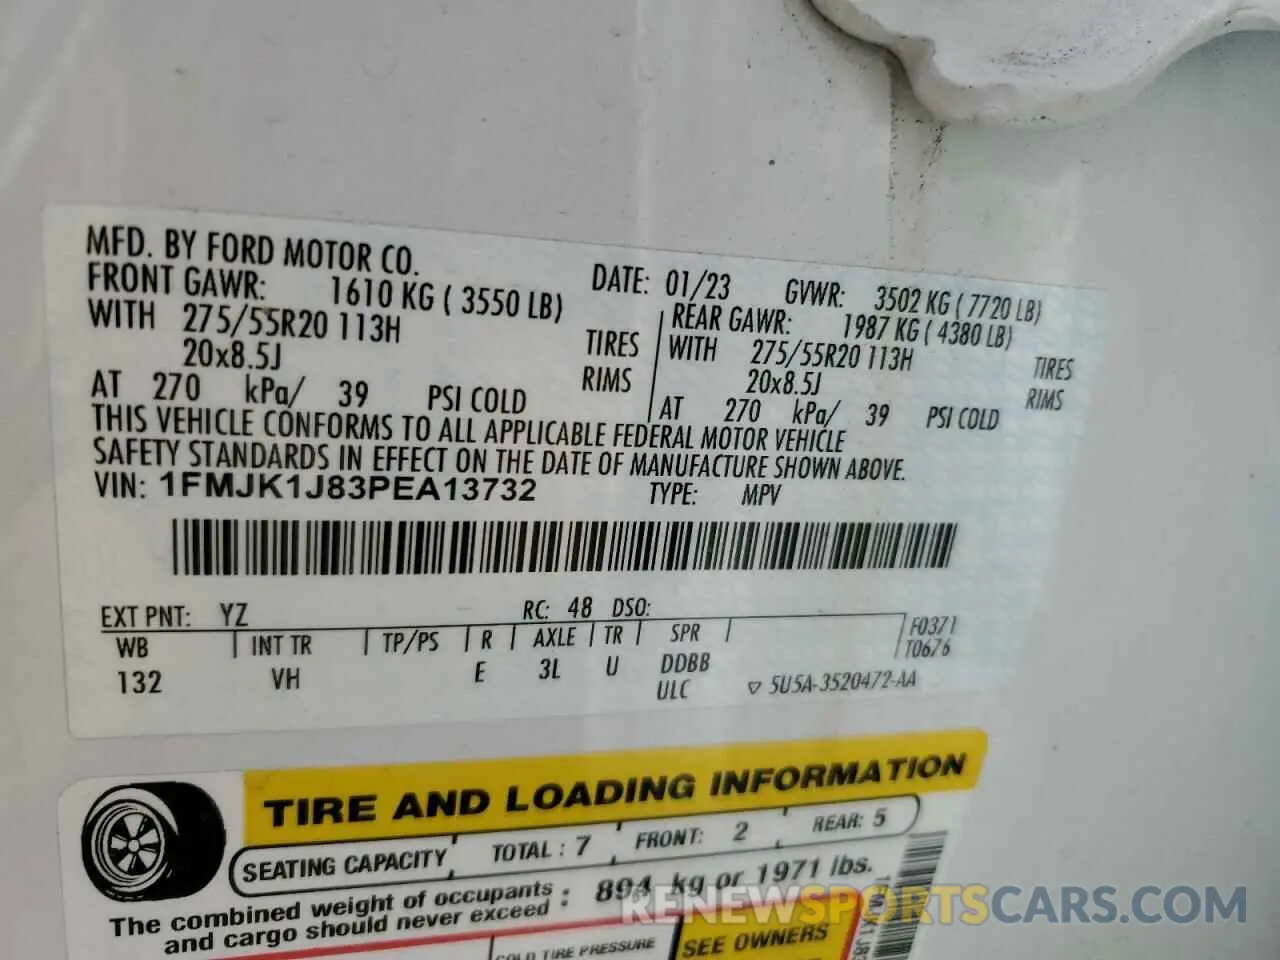 MFD. BY FORD MOTOR CO.
DATE: 01/23 GVWR: 3502 KG ( 7720 LB)
FRONT GAWR: 1610 KG ( 3550 LB)
WITH 275/55R20 113H TIRES
20x8.5J RIMS
AT 270 kPa/ 39 PSI COLD
REAR GAWR: 1987 KG ( 4380 LB)
WITH 275/55R20 113H TIRES
20x8.5J RIMS
AT 270 kPa/ 39 PSI COLD
THIS VEHICLE CONFORMS TO ALL APPLICABLE FEDERAL MOTOR VEHICLE
SAFETY STANDARDS IN EFFECT ON THE DATE OF MANUFACTURE SHOWN ABOVE.
VIN: 1FMJK1J83PEA13732 TYPE: MPV
EXT PNT: YZ RC: 48 DSO:
WB INT TR TP/PS R AXLE TR SPR F0371
T0676
132 VH E 3L U DDBB
ULC ▽ 5U5A-3520472-AA
TIRE AND LOADING INFORMATION
SEATING CAPACITY TOTAL : 7 FRONT: 2 REAR: 5
The combined weight of occupants
and cargo should never exceed : 894 kg or 1971 lbs.
TIRE PRESSURE
SEE OWNERS
RENEWSPORTSCARS.COM